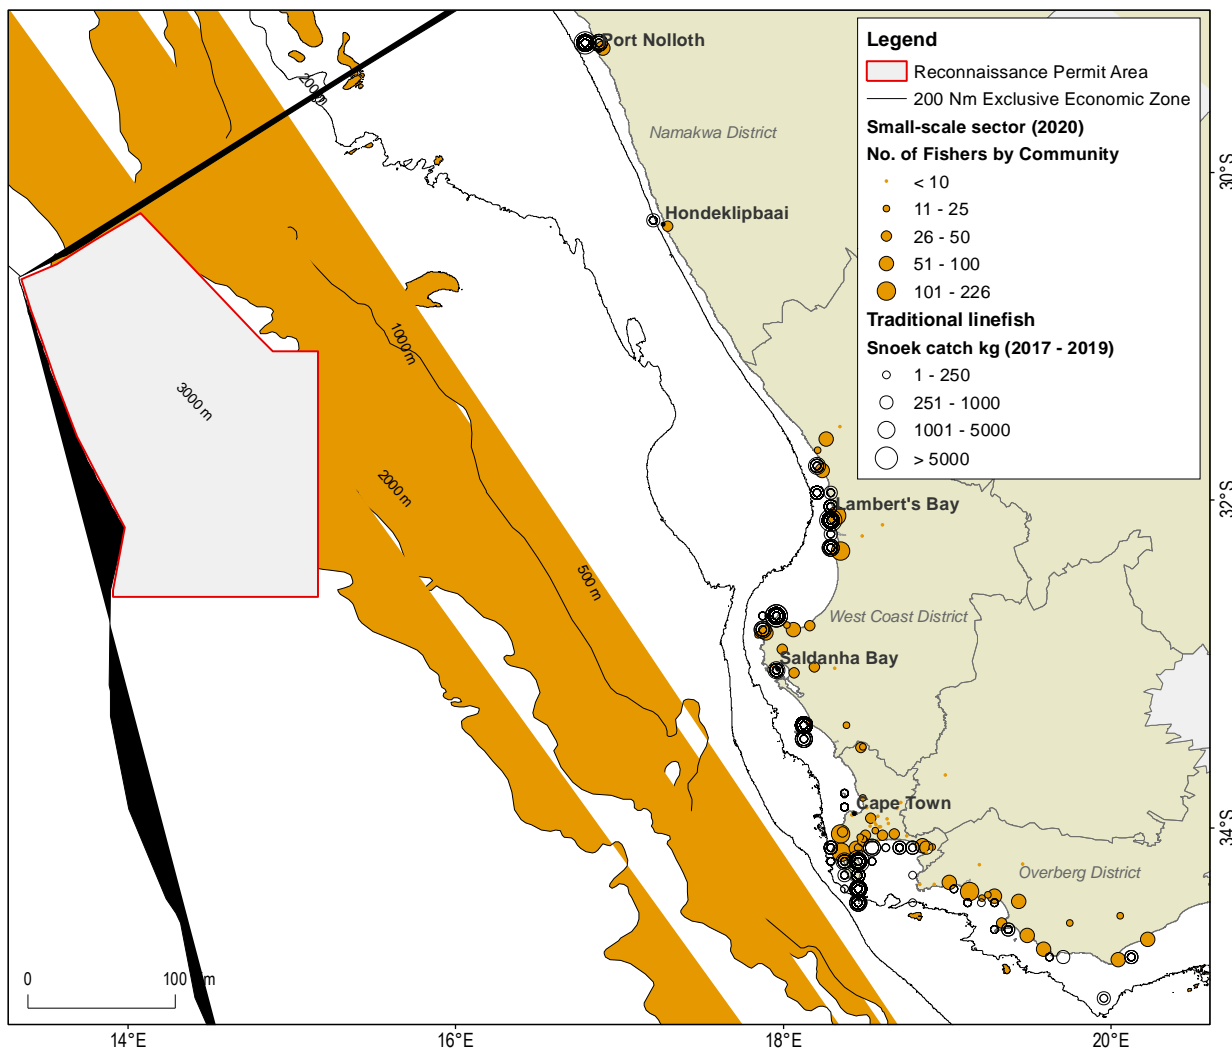 Legend
Reconnaissance Permit Area
200 Nm Exclusive Economic Zone
Small-scale sector (2020)
No. of Fishers by Community
< 10
11 - 25
26 - 50
51 - 100
101 - 226
Traditional linefish
Snoek catch kg (2017 - 2019)
1 - 250
251 - 1000
1001 - 5000
> 5000
Port Nolloth
200m
Namakwa District
30°S
Hondeklipbaai
1000m
3000 m
2000 m
32°S
Lambert's Bay
500 m
West Coast District
Saldanha Bay
Cape Town
34°S
Overberg District
0
100
14°E
16°E
18°E
20°E